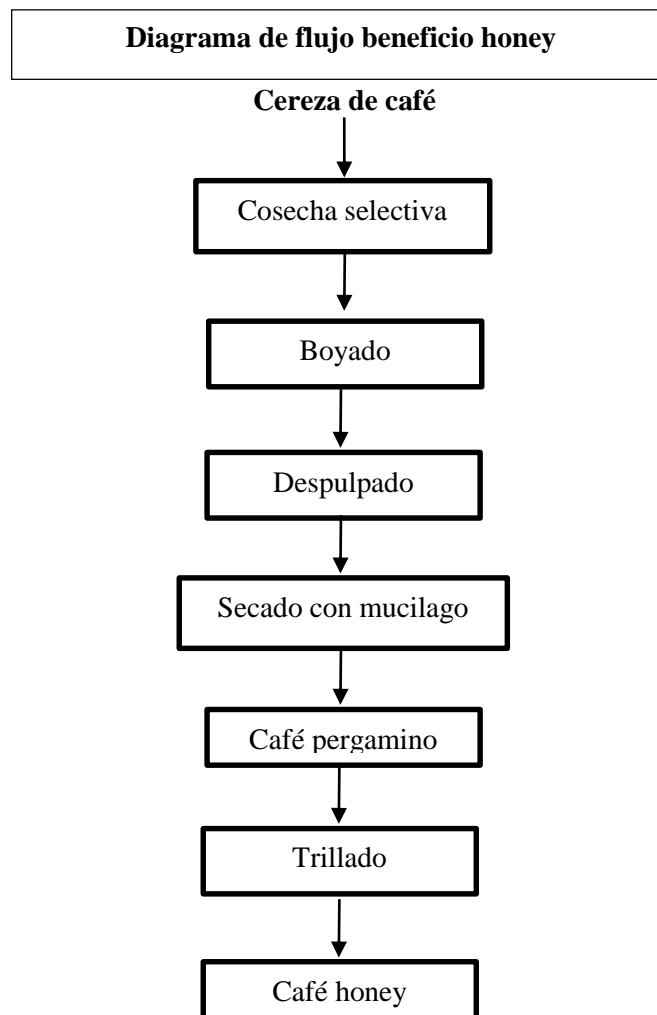 Diagrama de flujo beneficio honey
Cereza de café
Cosecha selectiva
Boyado
Despulpado
Secado con mucilago
Café pergamino
Trillado
Café honey